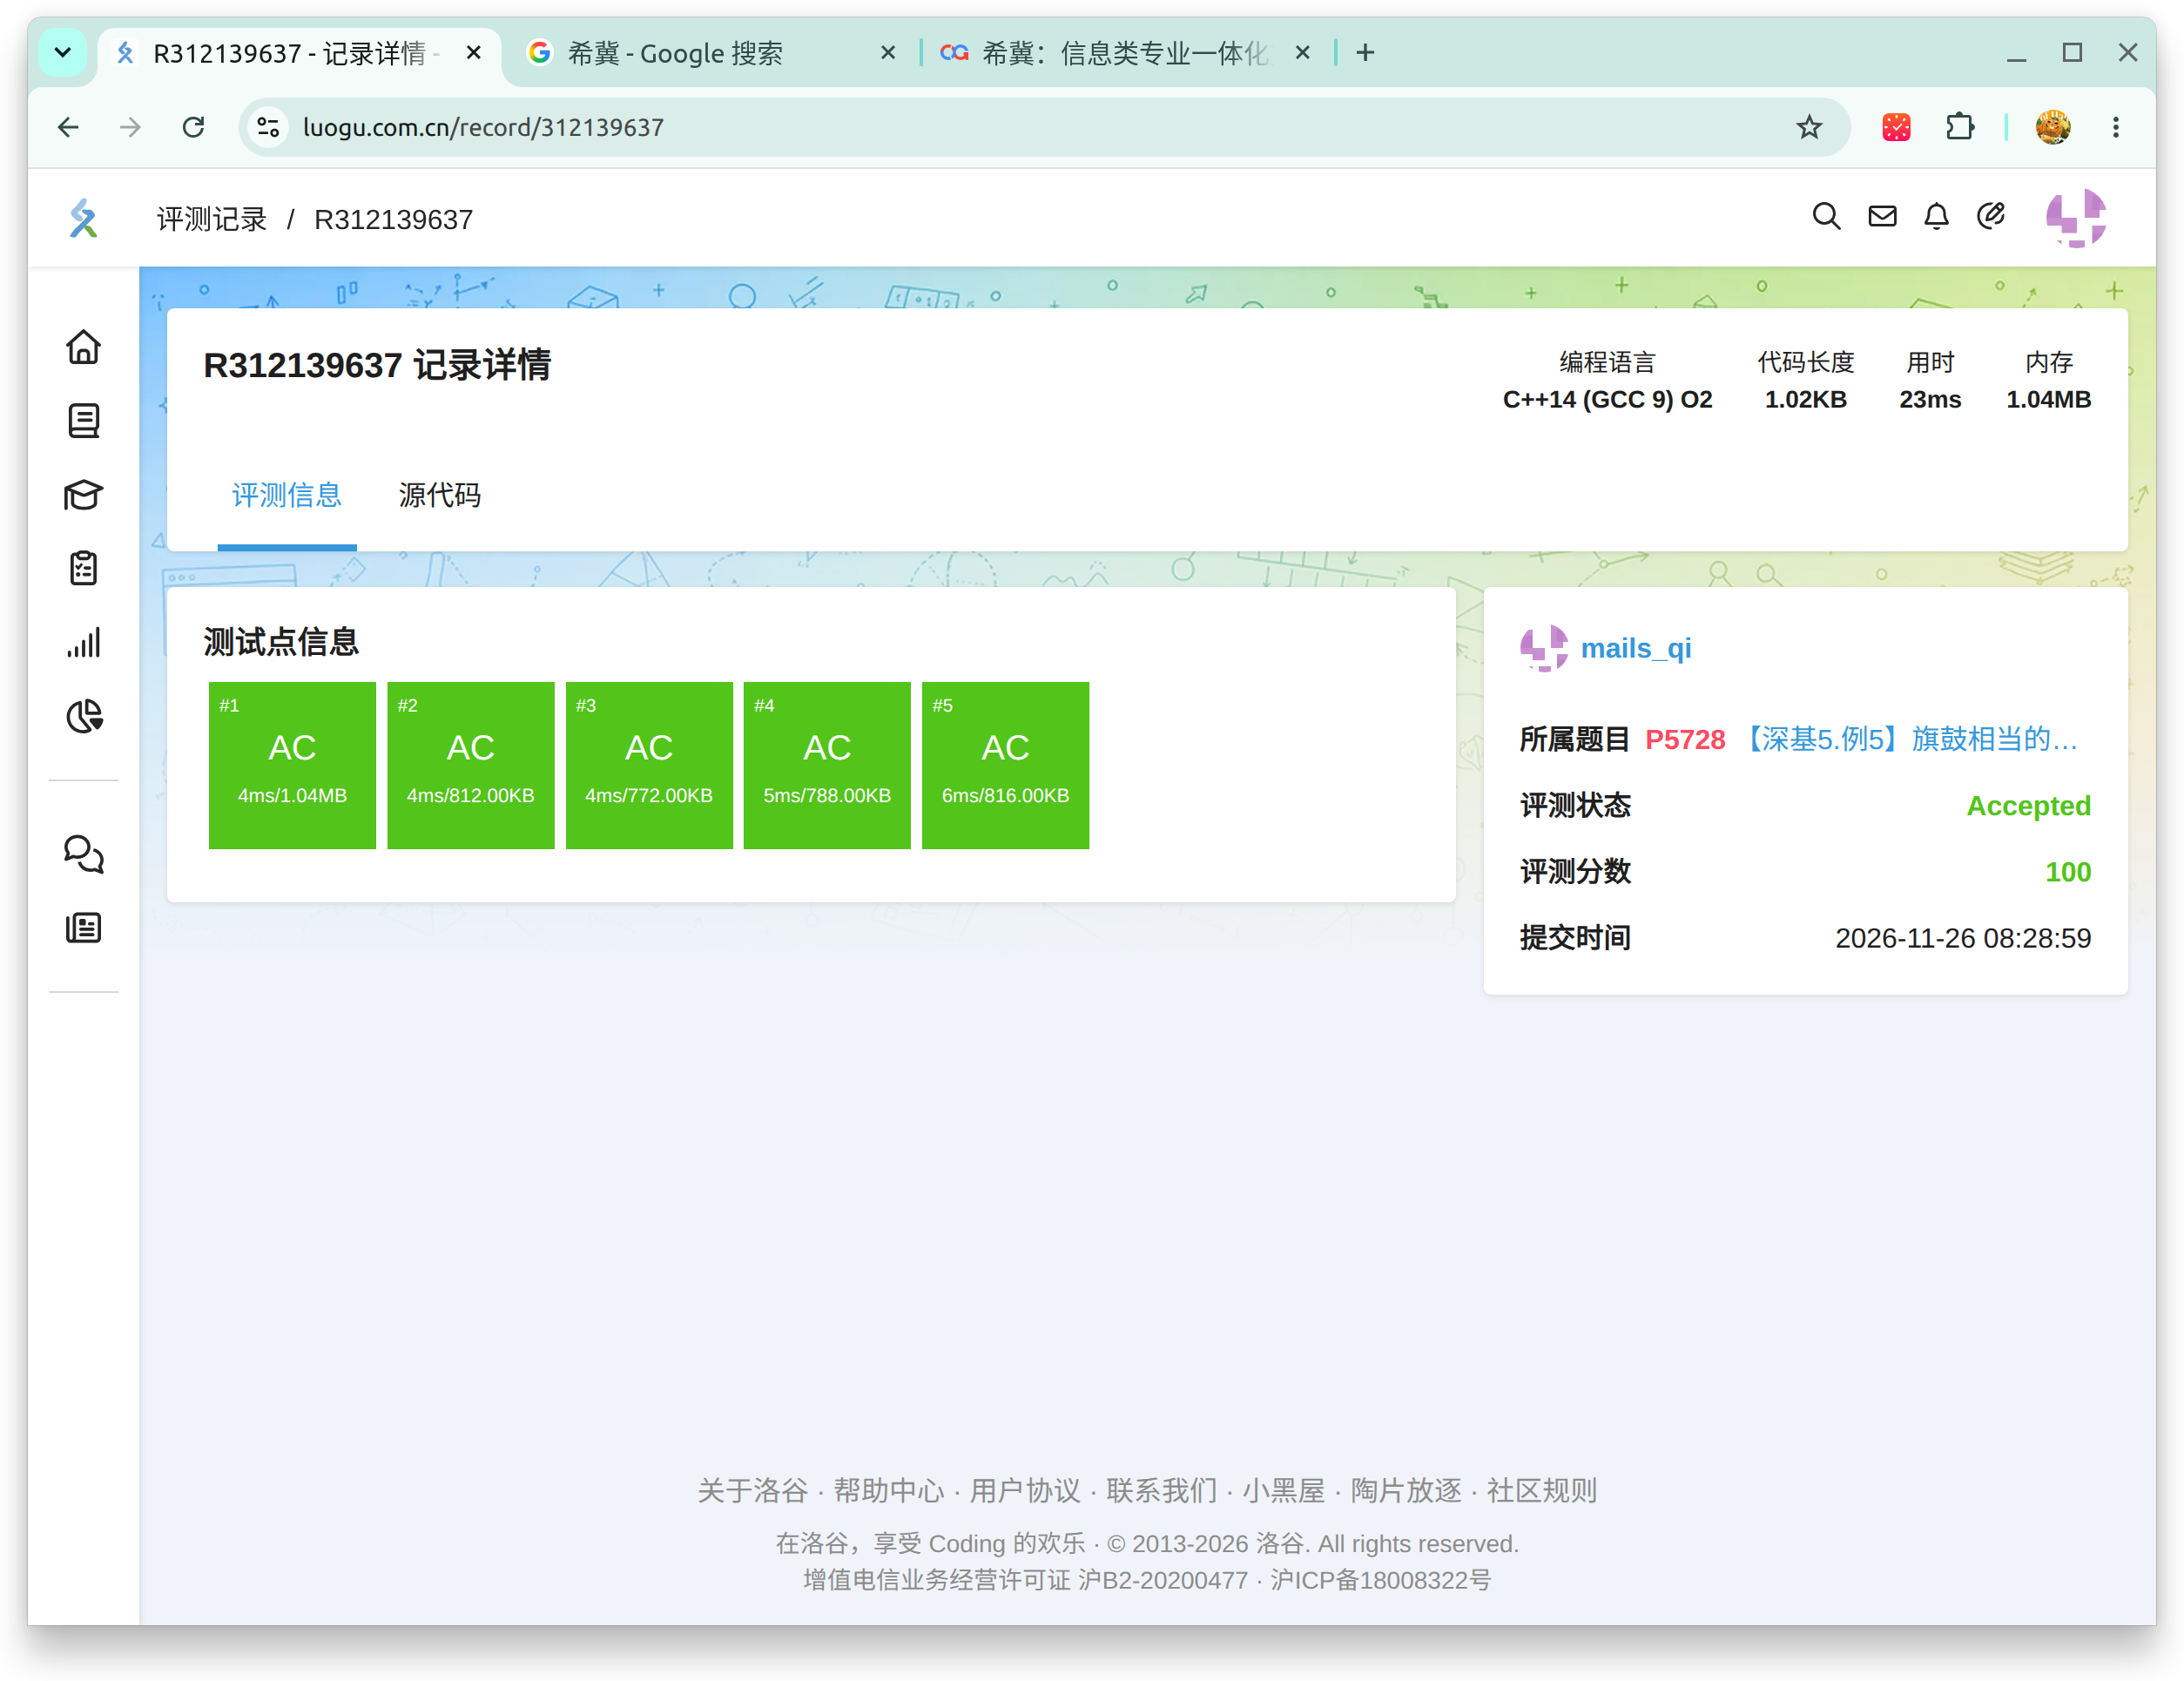 R312139637 - 记录详情 -
希冀 - Google 搜索
希冀：信息类专业一体化
luogu.com.cn/record/312139637
评测记录 / R312139637
R312139637 记录详情
编程语言 代码长度 用时 内存
C++14 (GCC 9) O2 1.02KB 23ms 1.04MB
评测信息 源代码
测试点信息
#1 #2 #3 #4 #5
AC AC AC AC AC
4ms/1.04MB 4ms/812.00KB 4ms/772.00KB 5ms/788.00KB 6ms/816.00KB
mails_qi
所属题目 P5728 【深基5.例5】旗鼓相当的…
评测状态 Accepted
评测分数 100
提交时间 2026-11-26 08:28:59
关于洛谷 · 帮助中心 · 用户协议 · 联系我们 · 小黑屋 · 陶片放逐 · 社区规则
在洛谷，享受 Coding 的欢乐 · © 2013-2026 洛谷. All rights reserved.
增值电信业务经营许可证 沪B2-20200477 · 沪ICP备18008322号